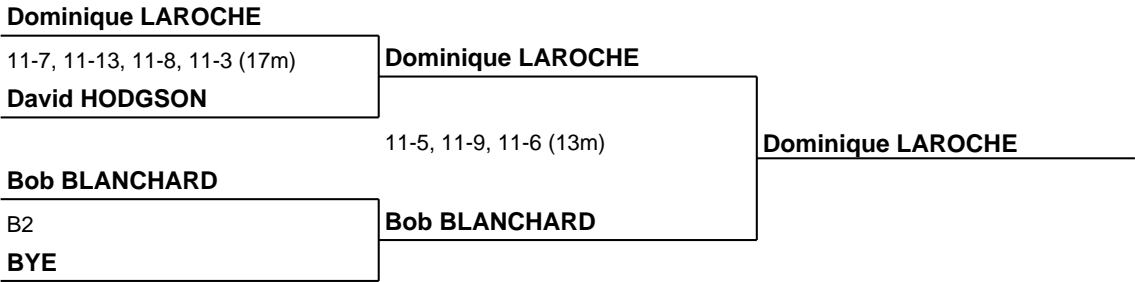 Dominique LAROCHE
11-7, 11-13, 11-8, 11-3 (17m)
David HODGSON
Dominique LAROCHE
11-5, 11-9, 11-6 (13m)
Dominique LAROCHE
Bob BLANCHARD
B2
BYE
Bob BLANCHARD